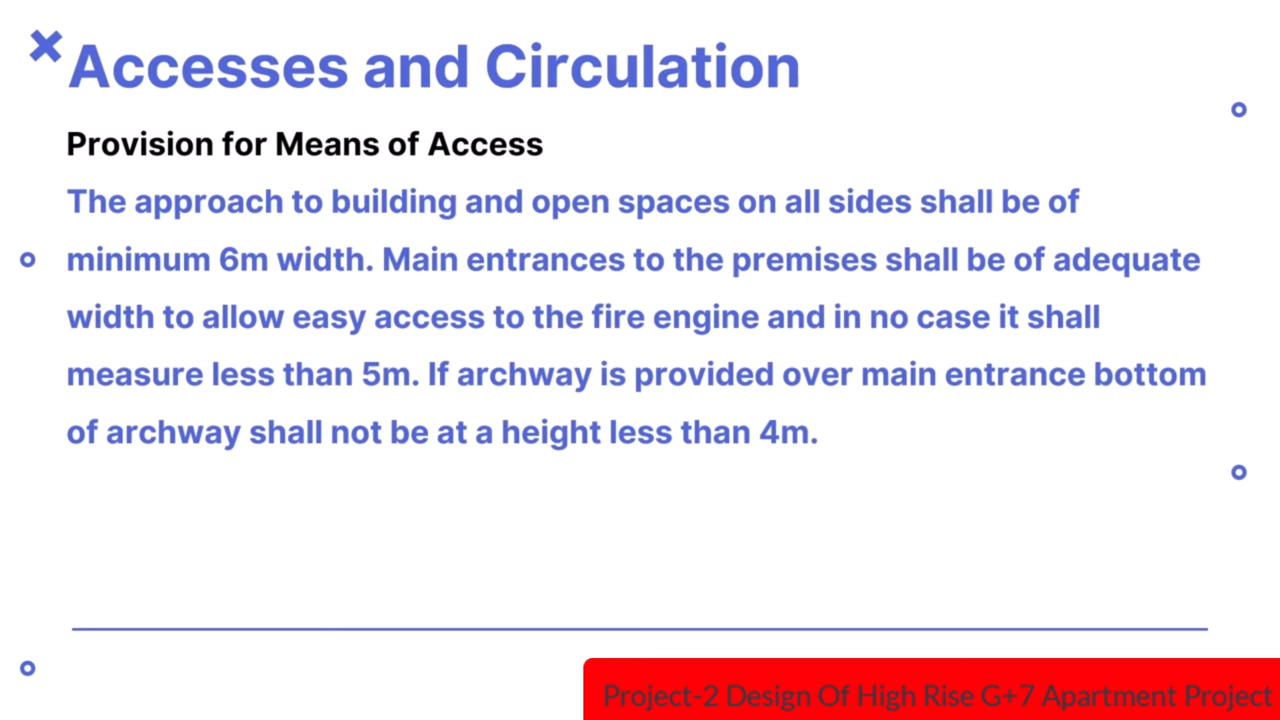 Accesses and Circulation
Provision for Means of Access
The approach to building and open spaces on all sides shall be of
minimum 6m width. Main entrances to the premises shall be of adequate
width to allow easy access to the fire engine and in no case it shall
measure less than 5m. If archway is provided over main entrance bottom
of archway shall not be at a height less than 4m.
Project-2 Design Of High Rise G+7 Apartment Project